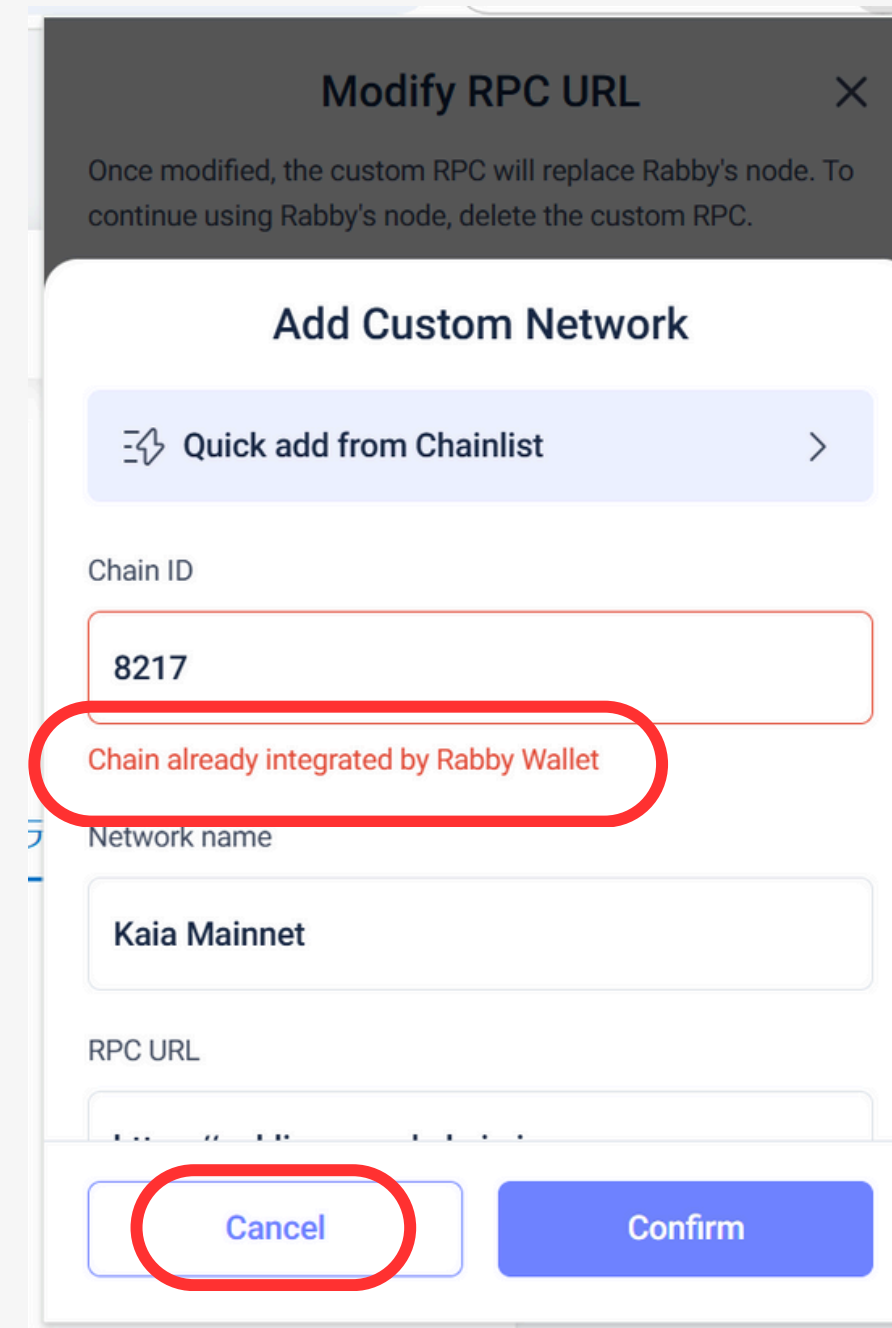 Modify RPC URL
Once modified, the custom RPC will replace Rabby's node. To
continue using Rabby's node, delete the custom RPC.
Add Custom Network
Quick add from Chainlist
Chain ID
8217
Chain already integrated by Rabby Wallet
Network name
Kaia Mainnet
RPC URL
Cancel
Confirm